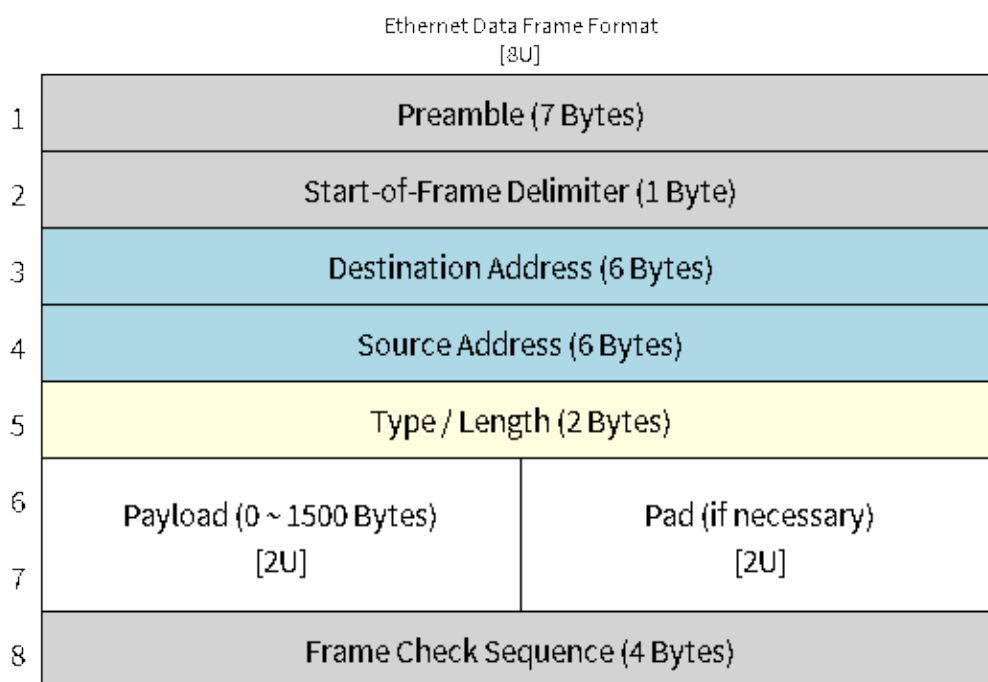 Ethernet Data Frame Format
[8U]
1
Preamble (7 Bytes)
2
Start-of-Frame Delimiter (1 Byte)
3
Destination Address (6 Bytes)
4
Source Address (6 Bytes)
5
Type / Length (2 Bytes)
6
Payload (0 ~ 1500 Bytes)
[2U]
Pad (if necessary)
[2U]
7
8
Frame Check Sequence (4 Bytes)